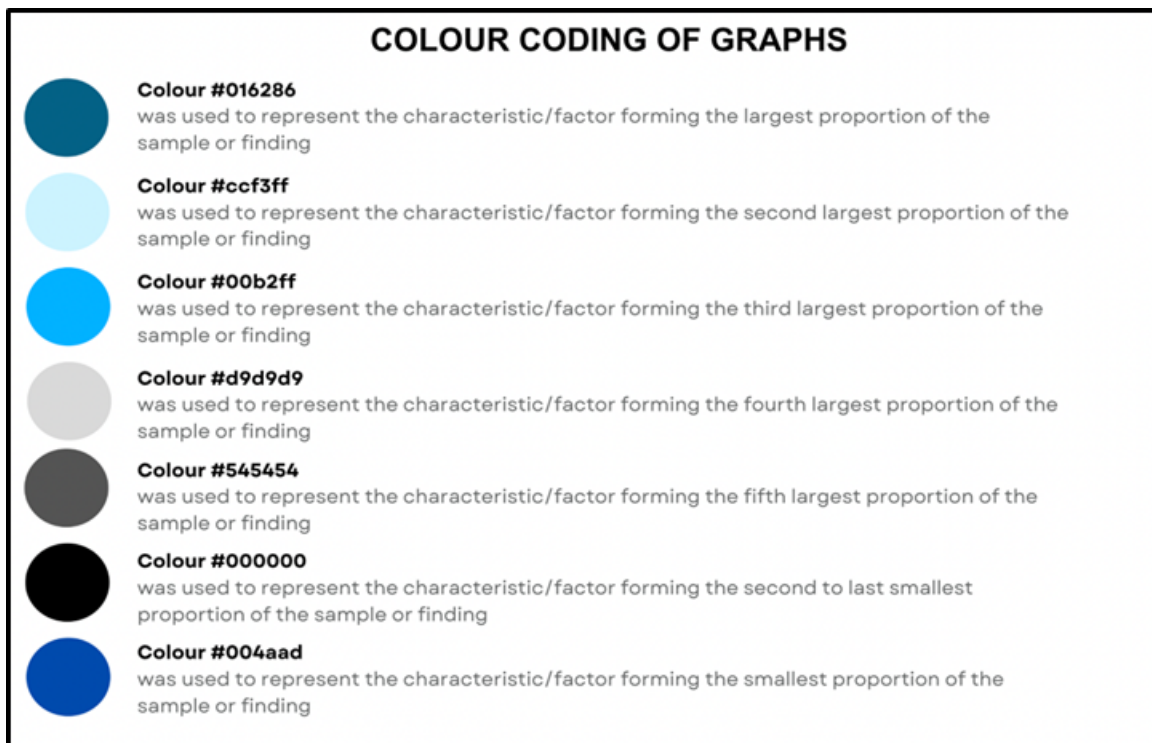 COLOUR CODING OF GRAPHS
Colour #016286
was used to represent the characteristic/factor forming the largest proportion of the
sample or finding
Colour #ccf3ff
was used to represent the characteristic/factor forming the second largest proportion of the
sample or finding
Colour #00b2ff
was used to represent the characteristic/factor forming the third largest proportion of the
sample or finding
Colour #d9d9d9
was used to represent the characteristic/factor forming the fourth largest proportion of the
sample or finding
Colour #545454
was used to represent the characteristic/factor forming the fifth largest proportion of the
sample or finding
Colour #000000
was used to represent the characteristic/factor forming the second to last smallest
proportion of the sample or finding
Colour #004aad
was used to represent the characteristic/factor forming the smallest proportion of the
sample or finding